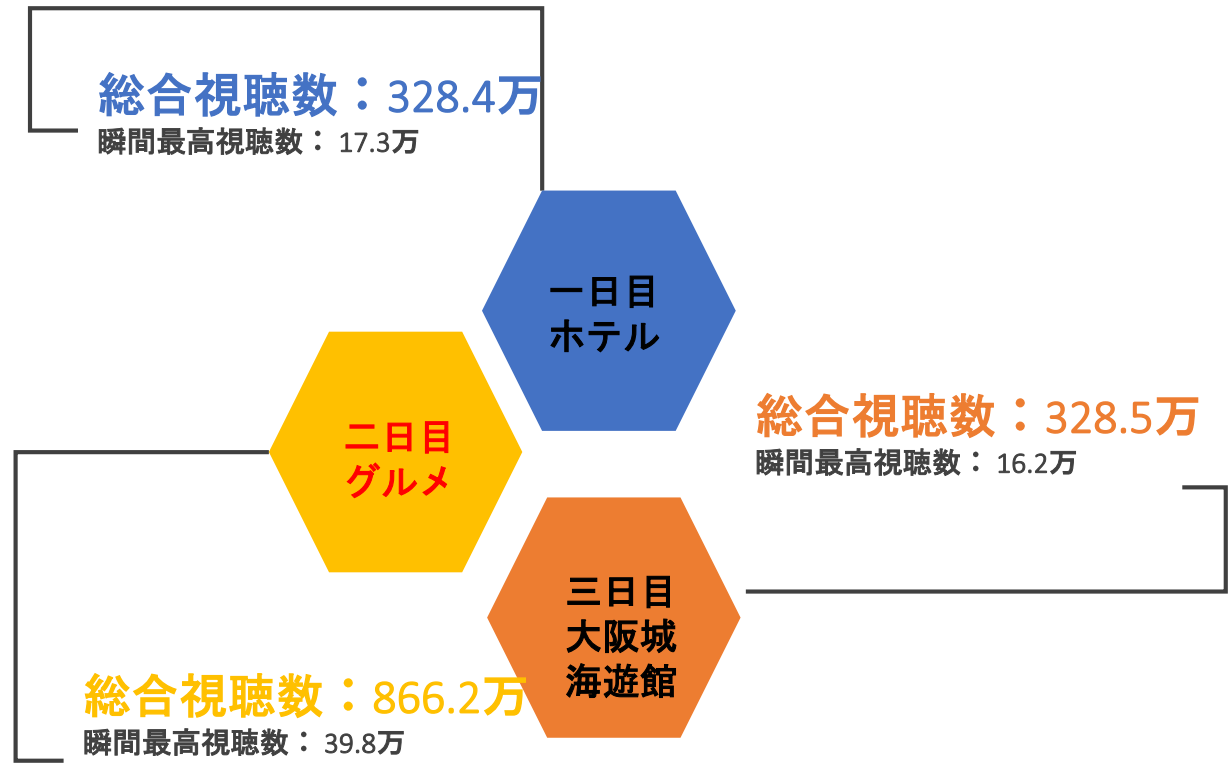 総合視聴数：328.4万
瞬間最高視聴数： 17.3万
一日目
ホテル
二日目
グルメ
総合視聴数：328.5万
瞬間最高視聴数： 16.2万
三日目
大阪城
海遊館
総合視聴数：866.2万
瞬間最高視聴数： 39.8万